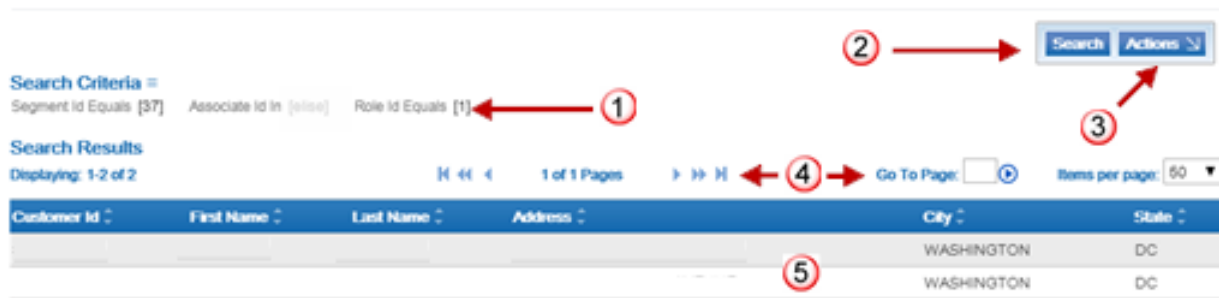 ② Search Actions
Search Criteria =
Segment Id Equals [37] Associate Id In [else] Role Id Equals [1] ①
③
Search Results
Displaying: 1-2 of 2 1 of 1 Pages ④ Go To Page: Items per page: 60
Customer Id First Name Last Name Address City State
WASHINGTON DC
⑤
WASHINGTON DC